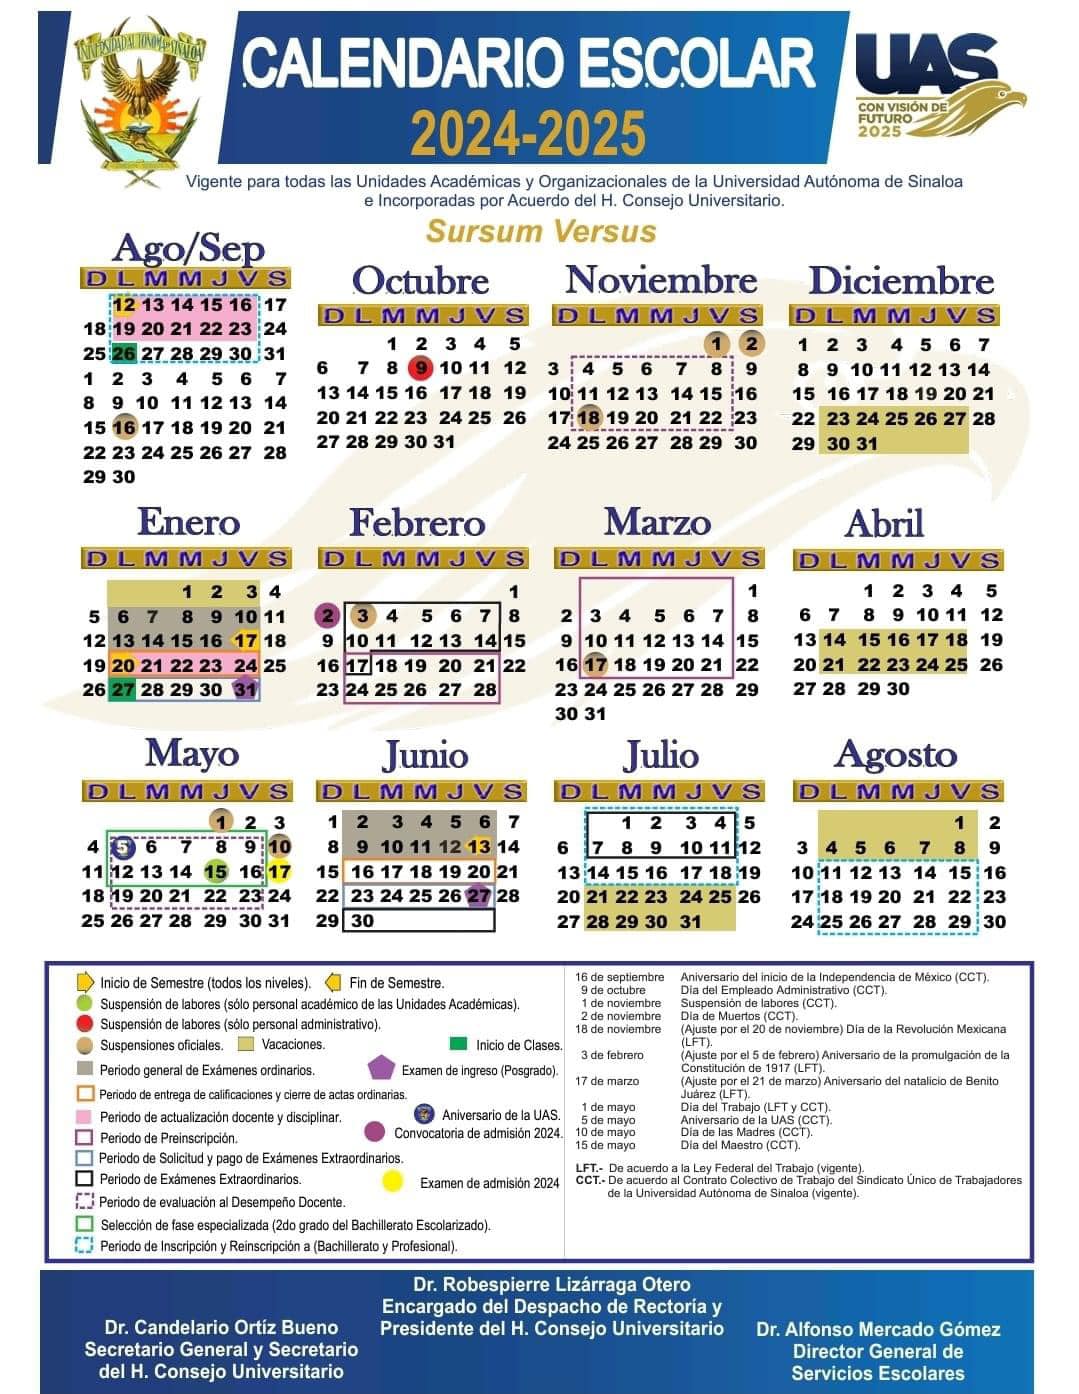 UNIVERSIDAD AUTONOMA DE SINALOA
CALENDARIO ESCOLAR
2024-2025
UAS
CON VISIÓN DE
FUTURO
2025
Vigente para todas las Unidades Académicas y Organizacionales de la Universidad Autónoma de Sinaloa
e Incorporadas por Acuerdo del H. Consejo Universitario.
Sursum Versus
Ago/Sep
D L M M J V S
12 13 14 15 16 17
18 19 20 21 22 23 24
25 26 27 28 29 30 31
1 2 3 4 5 6 7
8 9 10 11 12 13 14
15 16 17 18 19 20 21
22 23 24 25 26 27 28
29 30
Octubre
D L M M J V S
1 2 3 4 5
6 7 8 9 10 11 12
13 14 15 16 17 18 19
20 21 22 23 24 25 26
27 28 29 30 31
Noviembre
D L M M J V S
1 2
3 4 5 6 7 8 9
10 11 12 13 14 15 16
17 18 19 20 21 22 23
24 25 26 27 28 29 30
Diciembre
D L M M J V S
1 2 3 4 5 6 7
8 9 10 11 12 13 14
15 16 17 18 19 20 21
22 23 24 25 26 27 28
29 30 31
Enero
D L M M J V S
1 2 3 4
5 6 7 8 9 10 11
12 13 14 15 16 17 18
19 20 21 22 23 24 25
26 27 28 29 30 31
Febrero
D L M M J V S
1
2 3 4 5 6 7 8
9 10 11 12 13 14 15
16 17 18 19 20 21 22
23 24 25 26 27 28
Marzo
D L M M J V S
1
2 3 4 5 6 7 8
9 10 11 12 13 14 15
16 17 18 19 20 21 22
23 24 25 26 27 28 29
30 31
Abril
D L M M J V S
1 2 3 4 5
6 7 8 9 10 11 12
13 14 15 16 17 18 19
20 21 22 23 24 25 26
27 28 29 30
Mayo
D L M M J V S
1 2 3
4 5 6 7 8 9 10
11 12 13 14 15 16 17
18 19 20 21 22 23 24
25 26 27 28 29 30 31
Junio
D L M M J V S
1 2 3 4 5 6 7
8 9 10 11 12 13 14
15 16 17 18 19 20 21
22 23 24 25 26 27 28
29 30
Julio
D L M M J V S
1 2 3 4 5
6 7 8 9 10 11 12
13 14 15 16 17 18 19
20 21 22 23 24 25 26
27 28 29 30 31
Agosto
D L M M J V S
1 2
3 4 5 6 7 8 9
10 11 12 13 14 15 16
17 18 19 20 21 22 23
24 25 26 27 28 29 30
Inicio de Semestre (todos los niveles). Fin de Semestre.
Suspensión de labores (sólo personal académico de las Unidades Académicas).
Suspensión de labores (sólo personal administrativo).
Suspensiones oficiales. Vacaciones. Inicio de Clases.
Periodo general de Exámenes ordinarios. Examen de ingreso (Posgrado).
Periodo de entrega de calificaciones y cierre de actas ordinarias.
Periodo de actualización docente y disciplinar. Aniversario de la UAS.
Periodo de Preinscripción. Convocatoria de admisión 2024.
Periodo de Solicitud y pago de Exámenes Extraordinarios.
Periodo de Exámenes Extraordinarios. Examen de admisión 2024
Periodo de evaluación al Desempeño Docente.
Selección de fase especializada (2do grado del Bachillerato Escolarizado).
Periodo de Inscripción y Reinscripción a (Bachillerato y Profesional).
16 de septiembre Aniversario del inicio de la Independencia de México (CCT).
9 de octubre Día del Empleado Administrativo (CCT).
1 de noviembre Suspensión de labores (CCT).
2 de noviembre Día de Muertos (CCT).
18 de noviembre (Ajuste por el 20 de noviembre) Día de la Revolución Mexicana
(LFT).
3 de febrero (Ajuste por el 5 de febrero) Aniversario de la promulgación de la
Constitución de 1917 (LFT).
17 de marzo (Ajuste por el 21 de marzo) Aniversario del natalicio de Benito
Juárez (LFT).
1 de mayo Día del Trabajo (LFT y CCT).
5 de mayo Aniversario de la UAS (CCT).
10 de mayo Día de las Madres (CCT).
15 de mayo Día del Maestro (CCT).
LFT.- De acuerdo a la Ley Federal del Trabajo (vigente).
CCT.- De acuerdo al Contrato Colectivo de Trabajo del Sindicato Único de Trabajadores
de la Universidad Autónoma de Sinaloa (vigente).
Dr. Candelario Ortíz Bueno
Secretario General y Secretario
del H. Consejo Universitario
Dr. Robespierre Lizárraga Otero
Encargado del Despacho de Rectoría y
Presidente del H. Consejo Universitario
Dr. Alfonso Mercado Gómez
Director General de
Servicios Escolares